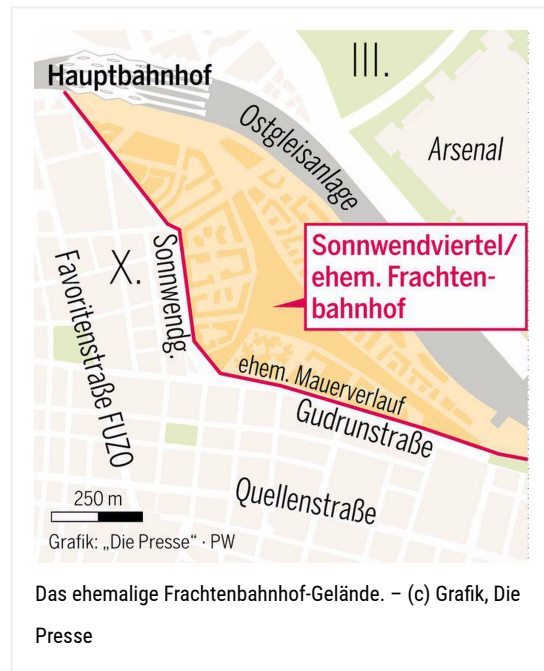 Hauptbahnhof
III.
Ostgleisanlage
Arsenal
Sonnwendviertel/
ehem. Frachten-
bahnhof
X.
Sonnwendg.
Favoritenstraße FUZO
ehem. Mauerverlauf
Gudrunstraße
Quellenstraße
250 m
Grafik: „Die Presse“ · PW
Das ehemalige Frachtenbahnhof-Gelände. – (c) Grafik, Die
Presse